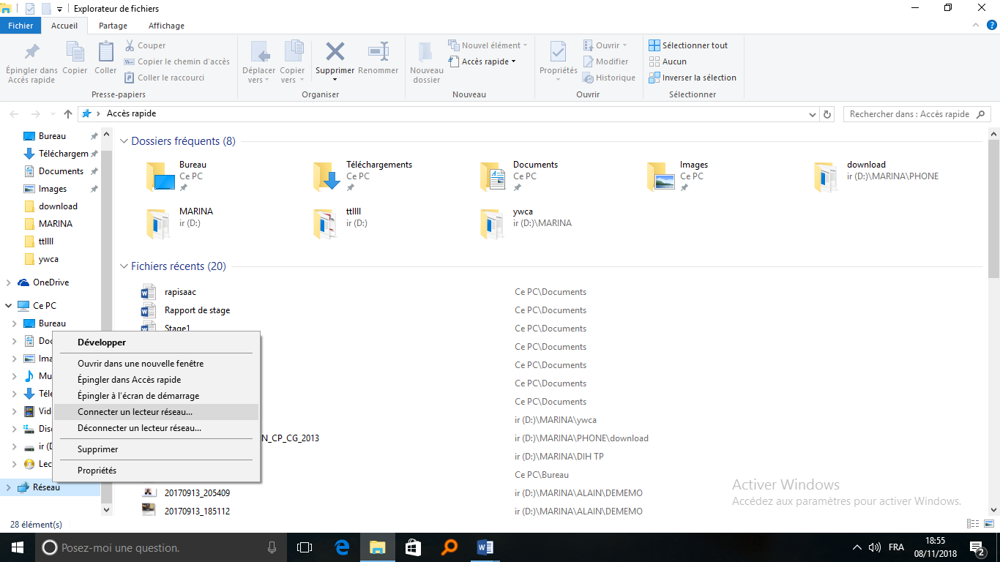 Explorateur de fichiers
Fichier
Accueil
Partage
Affichage
Épingler dans
Accès rapide
Copier
Coller
Couper
Copier le chemin d'accès
Coller le raccourci
Presse-papiers
Déplacer
vers
Copier
vers
Supprimer
Renommer
Organiser
Nouveau
dossier
Nouvel élément
Accès rapide
Nouveau
Propriétés
Ouvrir
Modifier
Historique
Ouvrir
Sélectionner tout
Aucun
Inverser la sélection
Sélectionner
Accès rapide
Rechercher dans : Accès rapide
Bureau
Téléchargem
Documents
Images
download
MARINA
ttllll
ywca
OneDrive
Ce PC
Bureau
Doc
Ima
Mu
Télé
Vid
Disc
ir (D
Lec
Réseau
Dossiers fréquents (8)
Bureau
Ce PC
Téléchargements
Ce PC
Documents
Ce PC
Images
Ce PC
download
ir (D:)\MARINA\PHONE
MARINA
ir (D:)
ttllll
ir (D:)
ywca
ir (D:)\MARINA
Fichiers récents (20)
rapisaac Ce PC\Documents
Rapport de stage Ce PC\Documents
Stage1 Ce PC\Documents
Ce PC\Documents
Ce PC\Documents
Ce PC\Documents
Ce PC\Documents
ir (D:)\MARINA\ywca
N_CP_CG_2013 ir (D:)\MARINA\PHONE\download
ir (D:)\MARINA\DIH TP
Ce PC\Bureau
20170913_205409 ir (D:)\MARINA\ALAIN\DEMEMO
20170913_185112 ir (D:)\MARINA\ALAIN\DEMEMO
Développer
Ouvrir dans une nouvelle fenêtre
Épingler dans Accès rapide
Épingler à l'écran de démarrage
Connecter un lecteur réseau...
Déconnecter un lecteur réseau...
Supprimer
Propriétés
Activer Windows
Accédez aux paramètres pour activer Windows.
28 élément(s)
Posez-moi une question.
FRA
18:55
08/11/2018
2